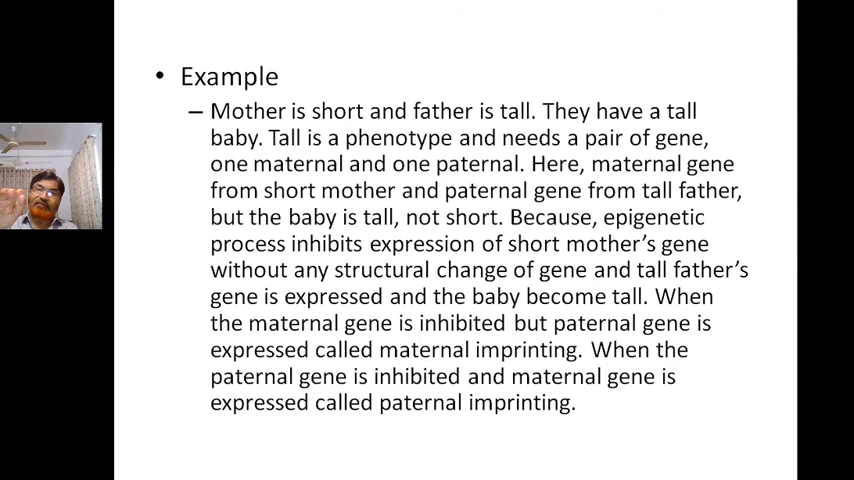 • Example
– Mother is short and father is tall. They have a tall
baby. Tall is a phenotype and needs a pair of gene,
one maternal and one paternal. Here, maternal gene
from short mother and paternal gene from tall father,
but the baby is tall, not short. Because, epigenetic
process inhibits expression of short mother's gene
without any structural change of gene and tall father's
gene is expressed and the baby become tall. When
the maternal gene is inhibited but paternal gene is
expressed called maternal imprinting. When the
paternal gene is inhibited and maternal gene is
expressed called paternal imprinting.